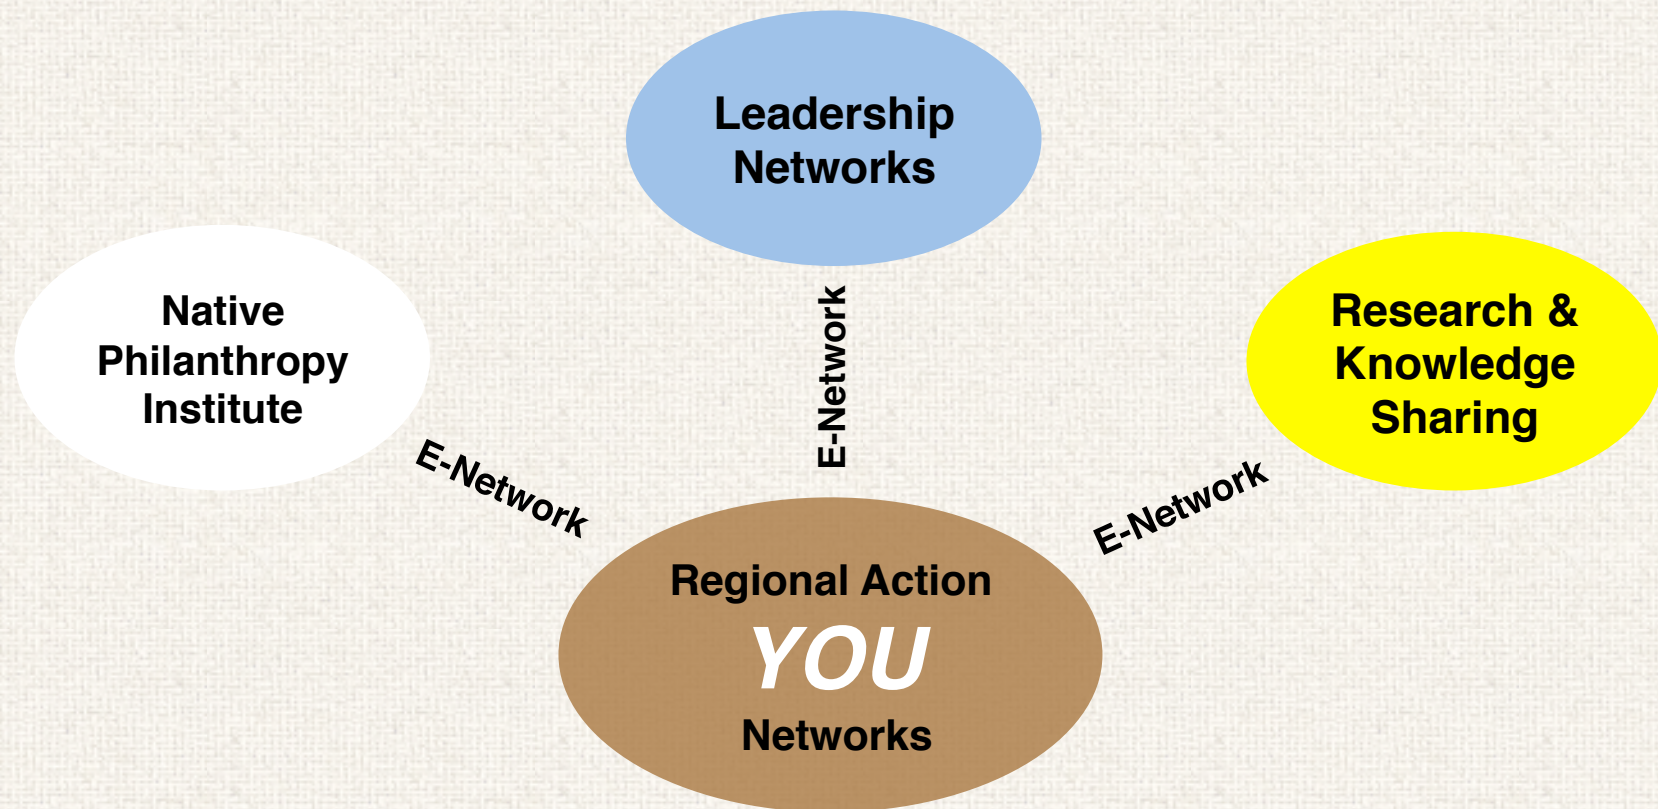 Leadership
Networks
Native
Philanthropy
Institute
Research &
Knowledge
Sharing
E-Network
E-Network
E-Network
Regional Action
YOU
Networks